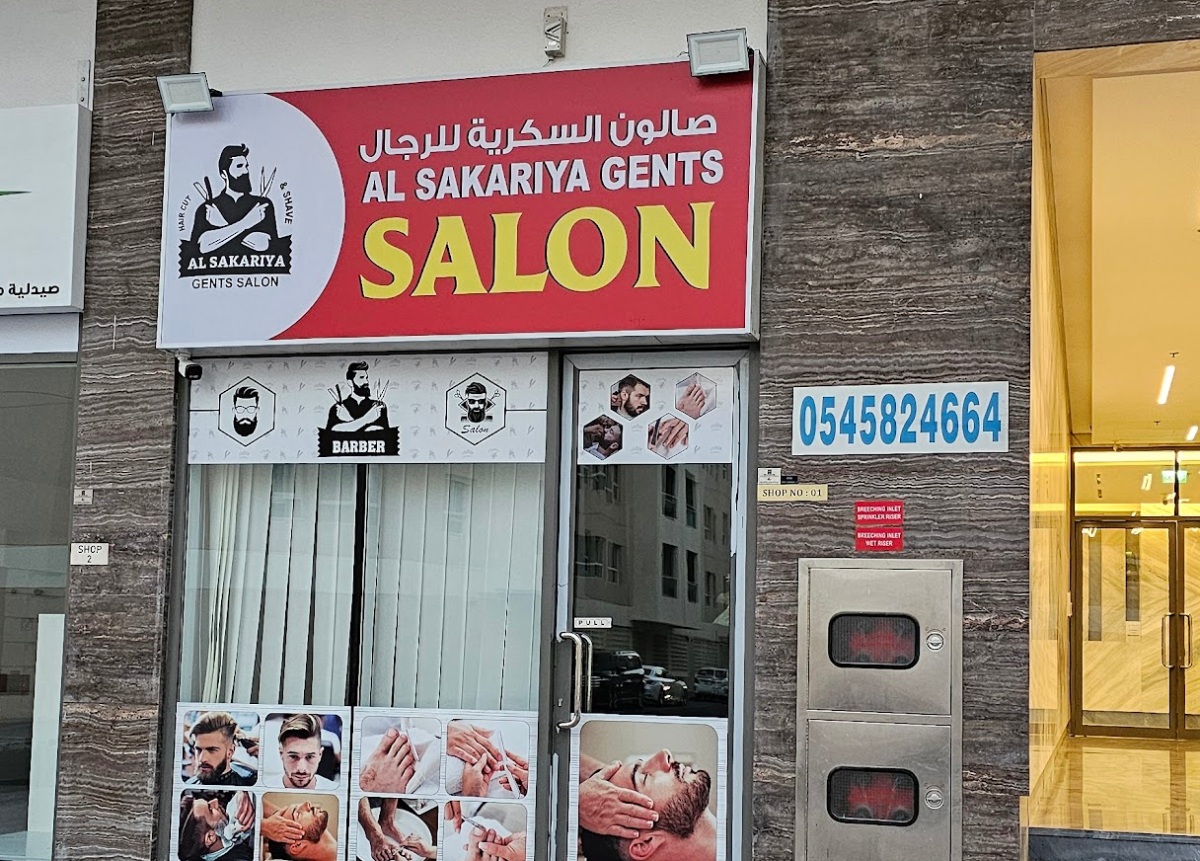 صالون السكرية للرجال
AL SAKARIYA GENTS
SALON
HAIR CUT
& SHAVE
AL SAKARIYA
GENTS SALON
صيدلية
BARBER
Salon
0545824664
SHOP NO : 01
BREECHING INLET
SPRINKLER RISER
BREECHING INLET
WET RISER
SHOP
2
PULL